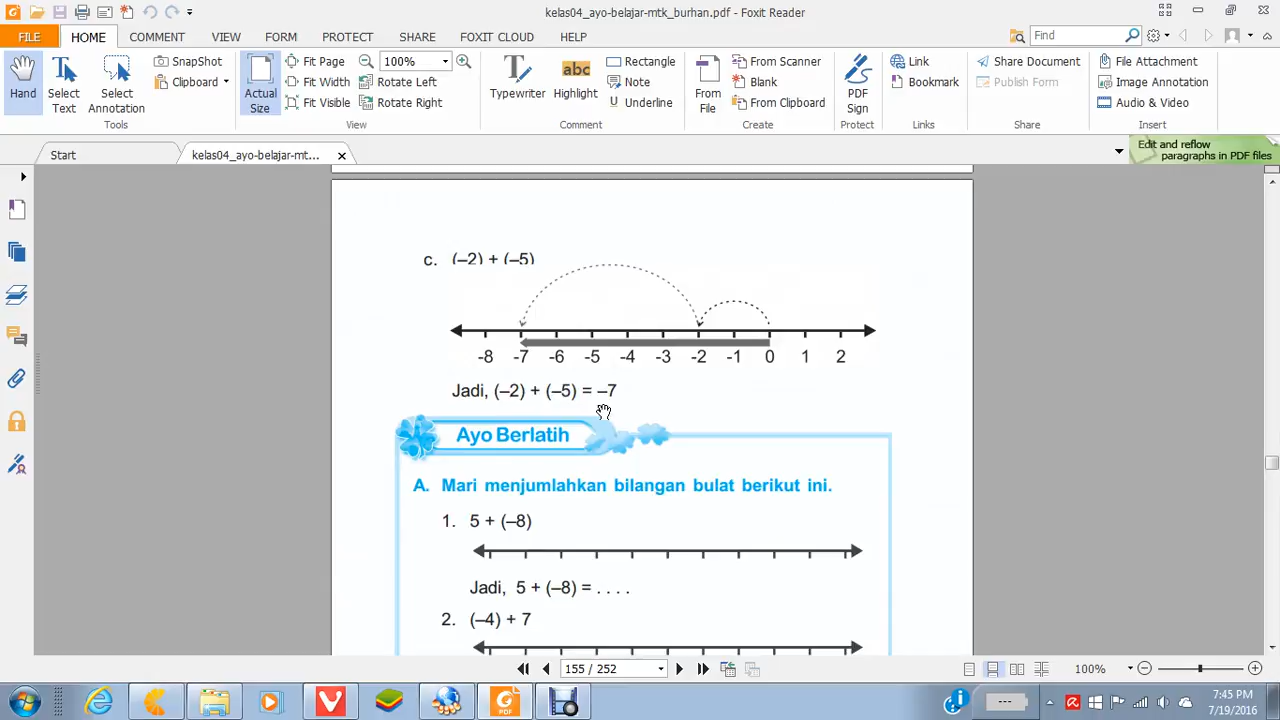 kelas04_ayo-belajar-mtk_burhan.pdf - Foxit Reader
FILE HOME COMMENT VIEW FORM PROTECT SHARE FOXIT CLOUD HELP Find
Hand
Select Text
Select Annotation
SnapShot
Clipboard
Tools
Actual Size
Fit Page
Fit Width
Fit Visible
100%
Rotate Left
Rotate Right
View
Typewriter
abc
Highlight
Rectangle
Note
Underline
Comment
From File
From Scanner
Blank
From Clipboard
Create
PDF Sign
Protect
Link
Bookmark
Links
Share Document
Publish Form
Share
File Attachment
Image Annotation
Audio & Video
Insert
Start
kelas04_ayo-belajar-mt...
Edit and reflow
paragraphs in PDF files
c. (–2) + (–5)
-8 -7 -6 -5 -4 -3 -2 -1 0 1 2
Jadi, (–2) + (–5) = –7
Ayo Berlatih
A. Mari menjumlahkan bilangan bulat berikut ini.
1. 5 + (–8)
Jadi, 5 + (–8) = . . . .
2. (–4) + 7
155 / 252
100%
PDF
7:45 PM
7/19/2016